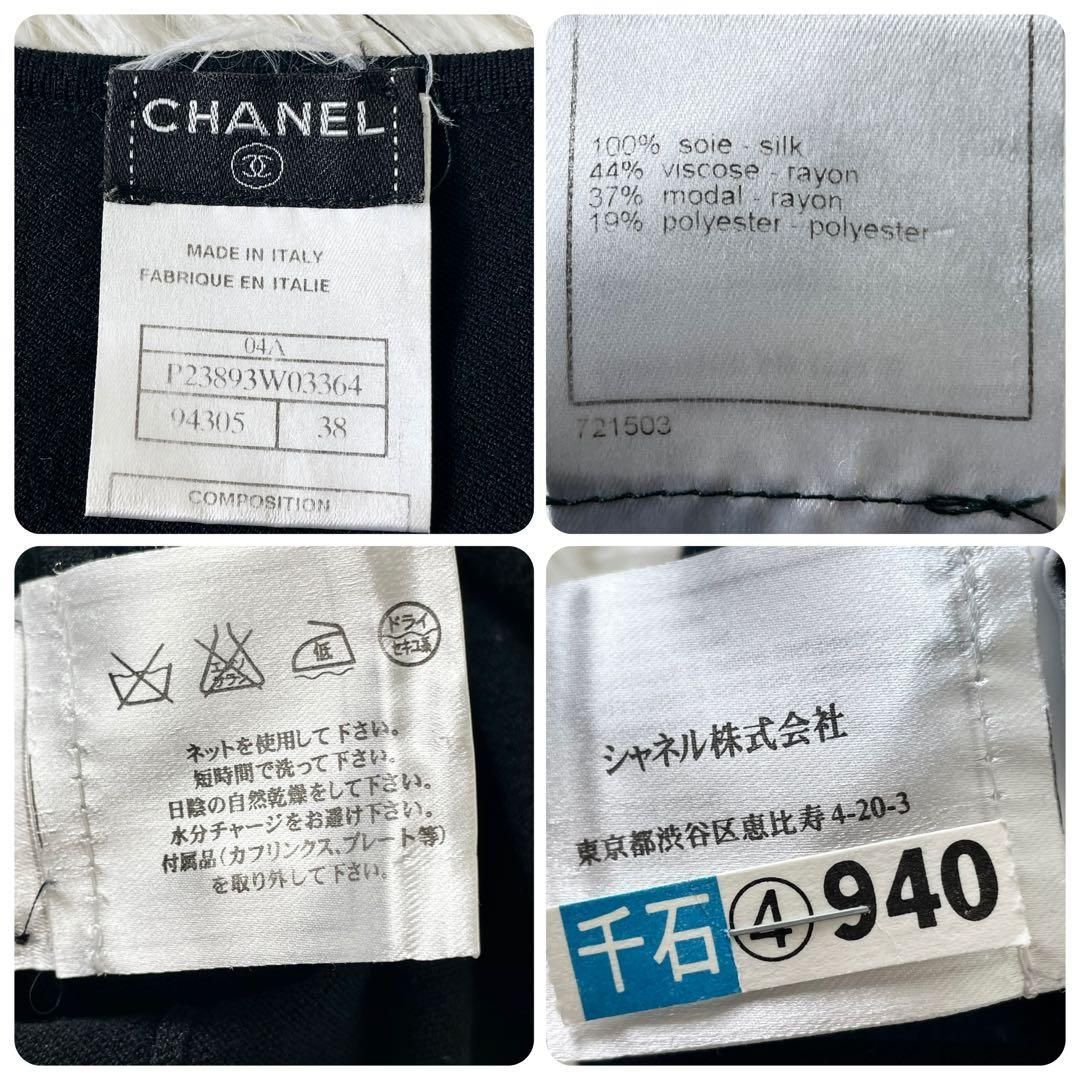 CHANEL
MADE IN ITALY
FABRIQUE EN ITALIE
04A
P23893W03364
94305 38
COMPOSITION
100% soie - silk
44% viscose - rayon
37% modal - rayon
19% polyester - polyester
721503
エンソ
サラシ
低
ドライ
セキユ系
ネットを使用して下さい。
短時間で洗って下さい。
日陰の自然乾燥をして下さい。
水分チャージをお避け下さい。
付属品(カフリンクス、プレート等)
を取り外して下さい。
シャネル株式会社
東京都渋谷区恵比寿4-20-3
千石 ④ 940